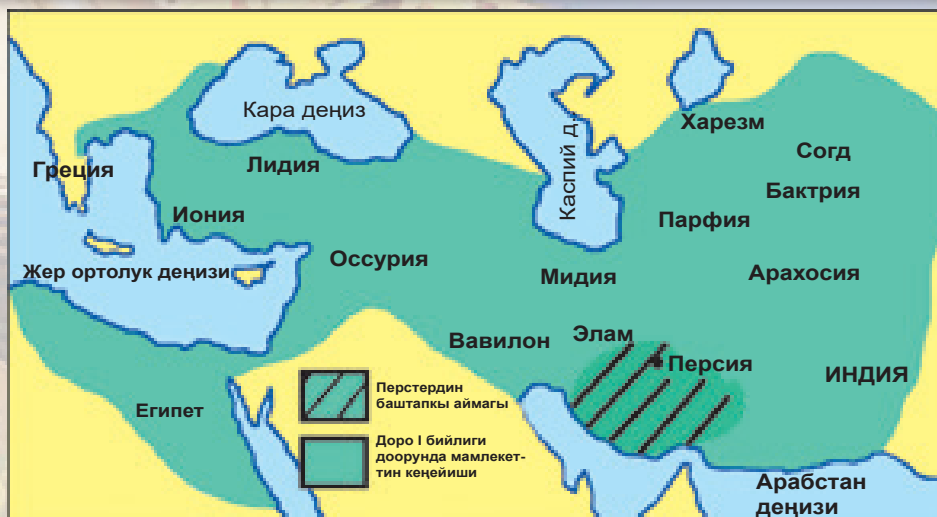 Кара деңиз
Каспий д.
Харезм
Согд
Бактрия
Парфия
Арахосия
Греция
Лидия
Иония
Оссурия
Жер ортолук деңизи
Мидия
Вавилон
Элам
Персия
ИНДИЯ
Египет
Перстердин
баштапкы аймагы
Доро I бийлиги
доорунда мамлекет-
тин кеңейиши
Арабстан
деңизи